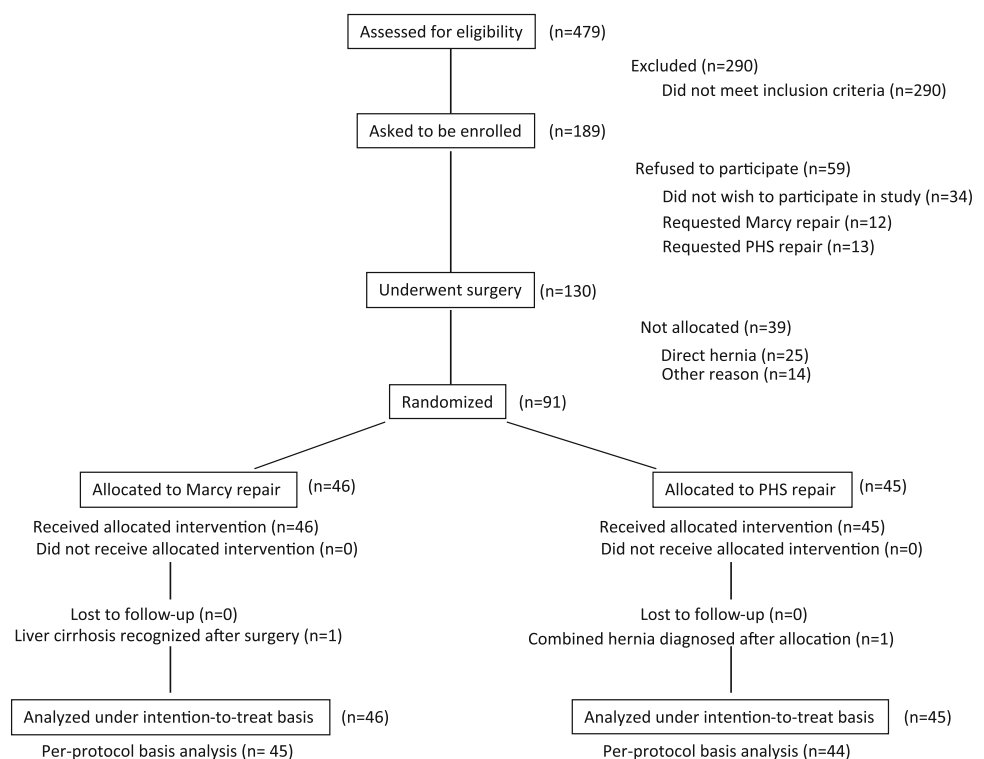 Assessed for eligibility (n=479)
Excluded (n=290)
Did not meet inclusion criteria (n=290)
Asked to be enrolled (n=189)
Refused to participate (n=59)
Did not wish to participate in study (n=34)
Requested Marcy repair (n=12)
Requested PHS repair (n=13)
Underwent surgery (n=130)
Not allocated (n=39)
Direct hernia (n=25)
Other reason (n=14)
Randomized (n=91)
Allocated to Marcy repair (n=46)
Received allocated intervention (n=46)
Did not receive allocated intervention (n=0)
Lost to follow-up (n=0)
Liver cirrhosis recognized after surgery (n=1)
Analyzed under intention-to-treat basis (n=46)
Per-protocol basis analysis (n= 45)
Allocated to PHS repair (n=45)
Received allocated intervention (n=45)
Did not receive allocated intervention (n=0)
Lost to follow-up (n=0)
Combined hernia diagnosed after allocation (n=1)
Analyzed under intention-to-treat basis (n=45)
Per-protocol basis analysis (n=44)